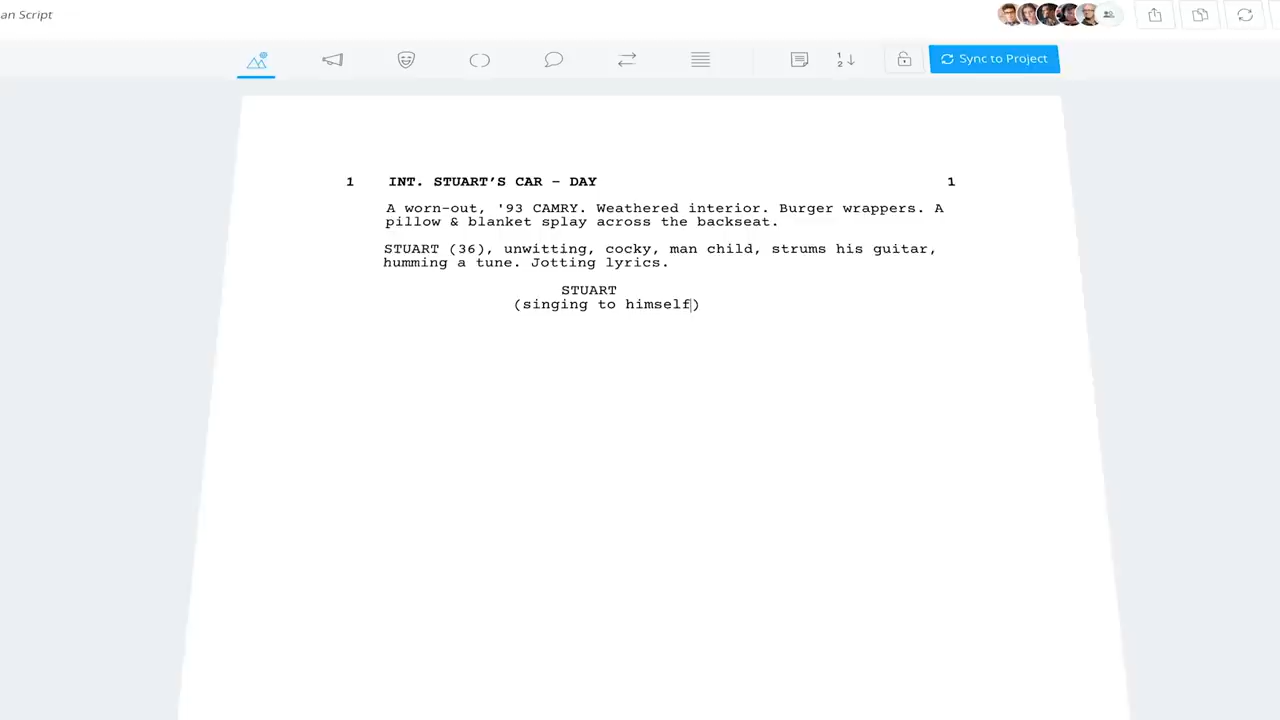 an Script
1 2
Sync to Project
1 INT. STUART’S CAR – DAY 1
A worn-out, '93 CAMRY. Weathered interior. Burger wrappers. A
pillow & blanket splay across the backseat.
STUART (36), unwitting, cocky, man child, strums his guitar,
humming a tune. Jotting lyrics.
STUART
(singing to himself)